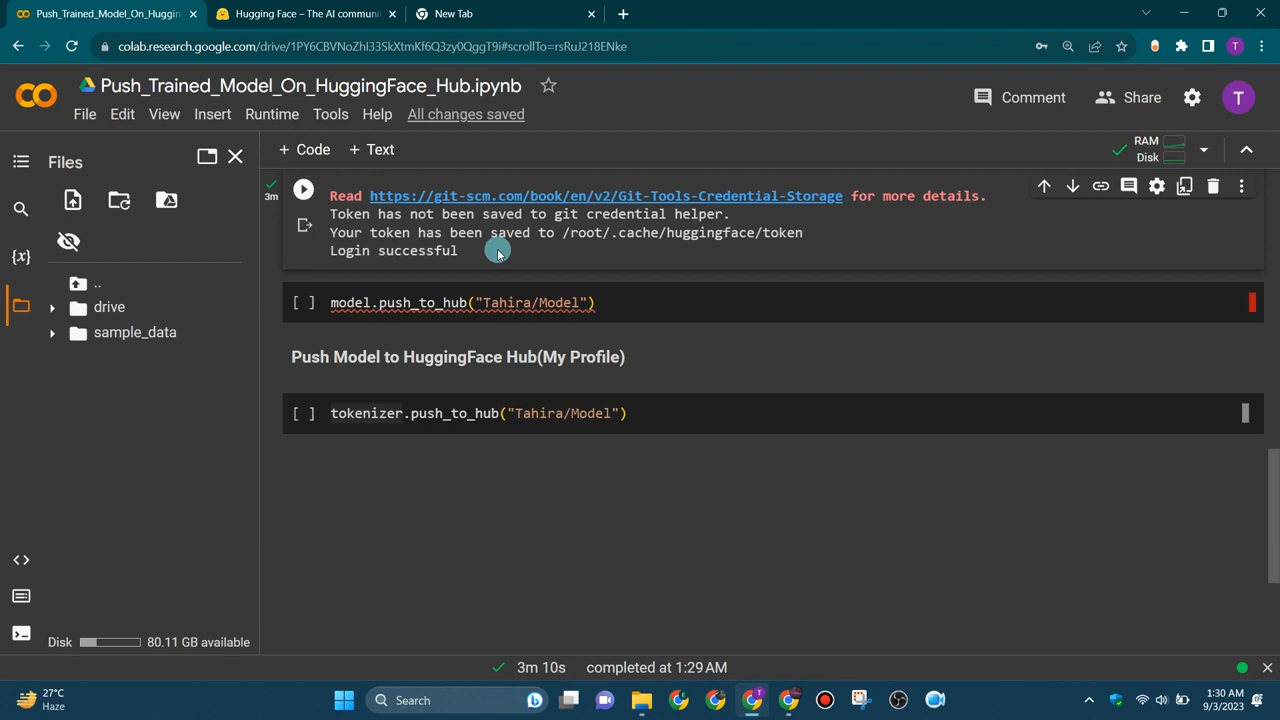 Push_Trained_Model_On_Hugging
Hugging Face – The AI communi
New Tab
colab.research.google.com/drive/1PY6CBVNoZhI33SkXtmKf6Q3zy0QggT9i#scrollTo=rsRuJ218ENke
T
Push_Trained_Model_On_HuggingFace_Hub.ipynb
Comment
Share
T
File Edit View Insert Runtime Tools Help All changes saved
Files
+ Code + Text
RAM
Disk
{x}
3m
Read https://git-scm.com/book/en/v2/Git-Tools-Credential-Storage for more details.
Token has not been saved to git credential helper.
Your token has been saved to /root/.cache/huggingface/token
Login successful
..
drive
sample_data
[ ] model.push_to_hub("Tahira/Model")
Push Model to HuggingFace Hub(My Profile)
[ ] tokenizer.push_to_hub("Tahira/Model")
Disk 80.11 GB available
3m 10s completed at 1:29 AM
27°C
Haze
Search
1:30 AM
9/3/2023